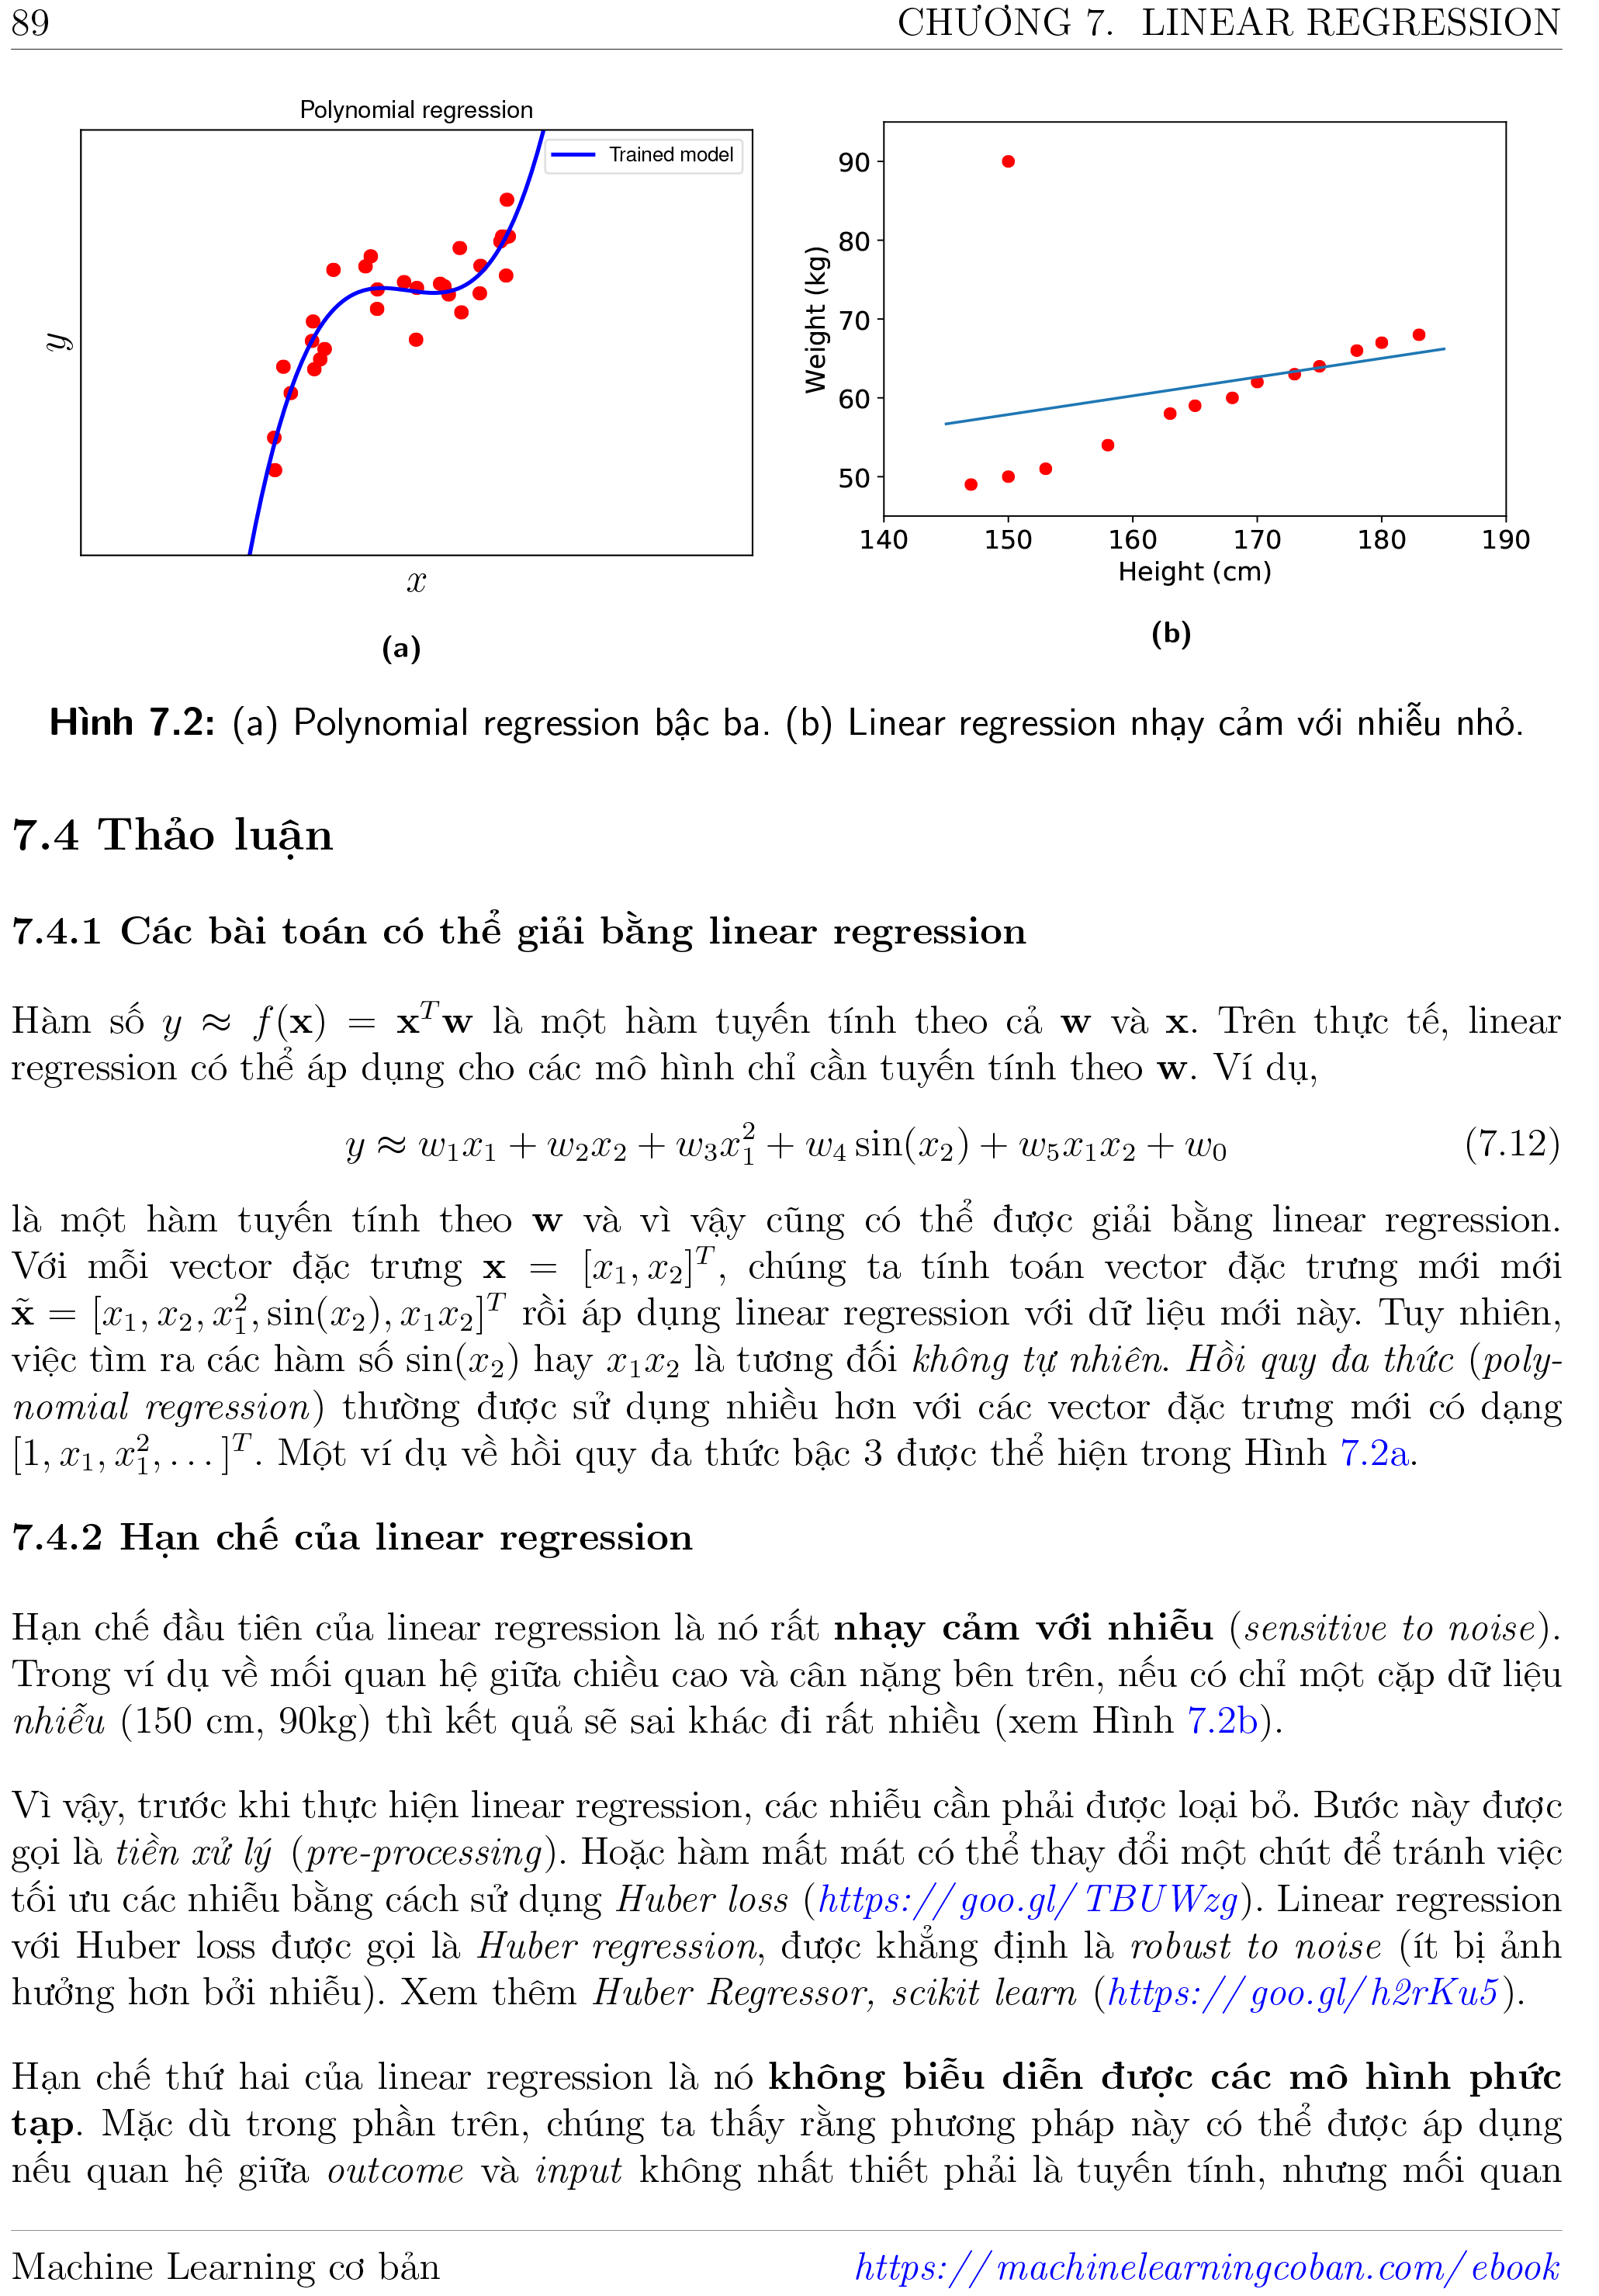 89 CHƯƠNG 7. LINEAR REGRESSION
Polynomial regression
Trained model
y
x
(a)
90
80
70
60
50
Weight (kg)
140 150 160 170 180 190
Height (cm)
(b)
Hình 7.2: (a) Polynomial regression bậc ba. (b) Linear regression nhạy cảm với nhiễu nhỏ.
7.4 Thảo luận
7.4.1 Các bài toán có thể giải bằng linear regression
Hàm số y ≈ f(x) = x^T w là một hàm tuyến tính theo cả w và x. Trên thực tế, linear
regression có thể áp dụng cho các mô hình chỉ cần tuyến tính theo w. Ví dụ,
y ≈ w₁x₁ + w₂x₂ + w₃x₁² + w₄ sin(x₂) + w₅x₁x₂ + w₀ (7.12)
là một hàm tuyến tính theo w và vì vậy cũng có thể được giải bằng linear regression.
Với mỗi vector đặc trưng x = [x₁, x₂]^T, chúng ta tính toán vector đặc trưng mới mới
x̃ = [x₁, x₂, x₁², sin(x₂), x₁x₂]^T rồi áp dụng linear regression với dữ liệu mới này. Tuy nhiên,
việc tìm ra các hàm số sin(x₂) hay x₁x₂ là tương đối không tự nhiên. Hồi quy đa thức (poly-
nomial regression) thường được sử dụng nhiều hơn với các vector đặc trưng mới có dạng
[1, x₁, x₁², . . . ]^T. Một ví dụ về hồi quy đa thức bậc 3 được thể hiện trong Hình 7.2a.
7.4.2 Hạn chế của linear regression
Hạn chế đầu tiên của linear regression là nó rất nhạy cảm với nhiễu (sensitive to noise).
Trong ví dụ về mối quan hệ giữa chiều cao và cân nặng bên trên, nếu có chỉ một cặp dữ liệu
nhiễu (150 cm, 90kg) thì kết quả sẽ sai khác đi rất nhiều (xem Hình 7.2b).
Vì vậy, trước khi thực hiện linear regression, các nhiễu cần phải được loại bỏ. Bước này được
gọi là tiền xử lý (pre-processing). Hoặc hàm mất mát có thể thay đổi một chút để tránh việc
tối ưu các nhiễu bằng cách sử dụng Huber loss (https://goo.gl/TBUWzg). Linear regression
với Huber loss được gọi là Huber regression, được khẳng định là robust to noise (ít bị ảnh
hưởng hơn bởi nhiễu). Xem thêm Huber Regressor, scikit learn (https://goo.gl/h2rKu5).
Hạn chế thứ hai của linear regression là nó không biễu diễn được các mô hình phức
tạp. Mặc dù trong phần trên, chúng ta thấy rằng phương pháp này có thể được áp dụng
nếu quan hệ giữa outcome và input không nhất thiết phải là tuyến tính, nhưng mối quan
Machine Learning cơ bản https://machinelearningcoban.com/ebook